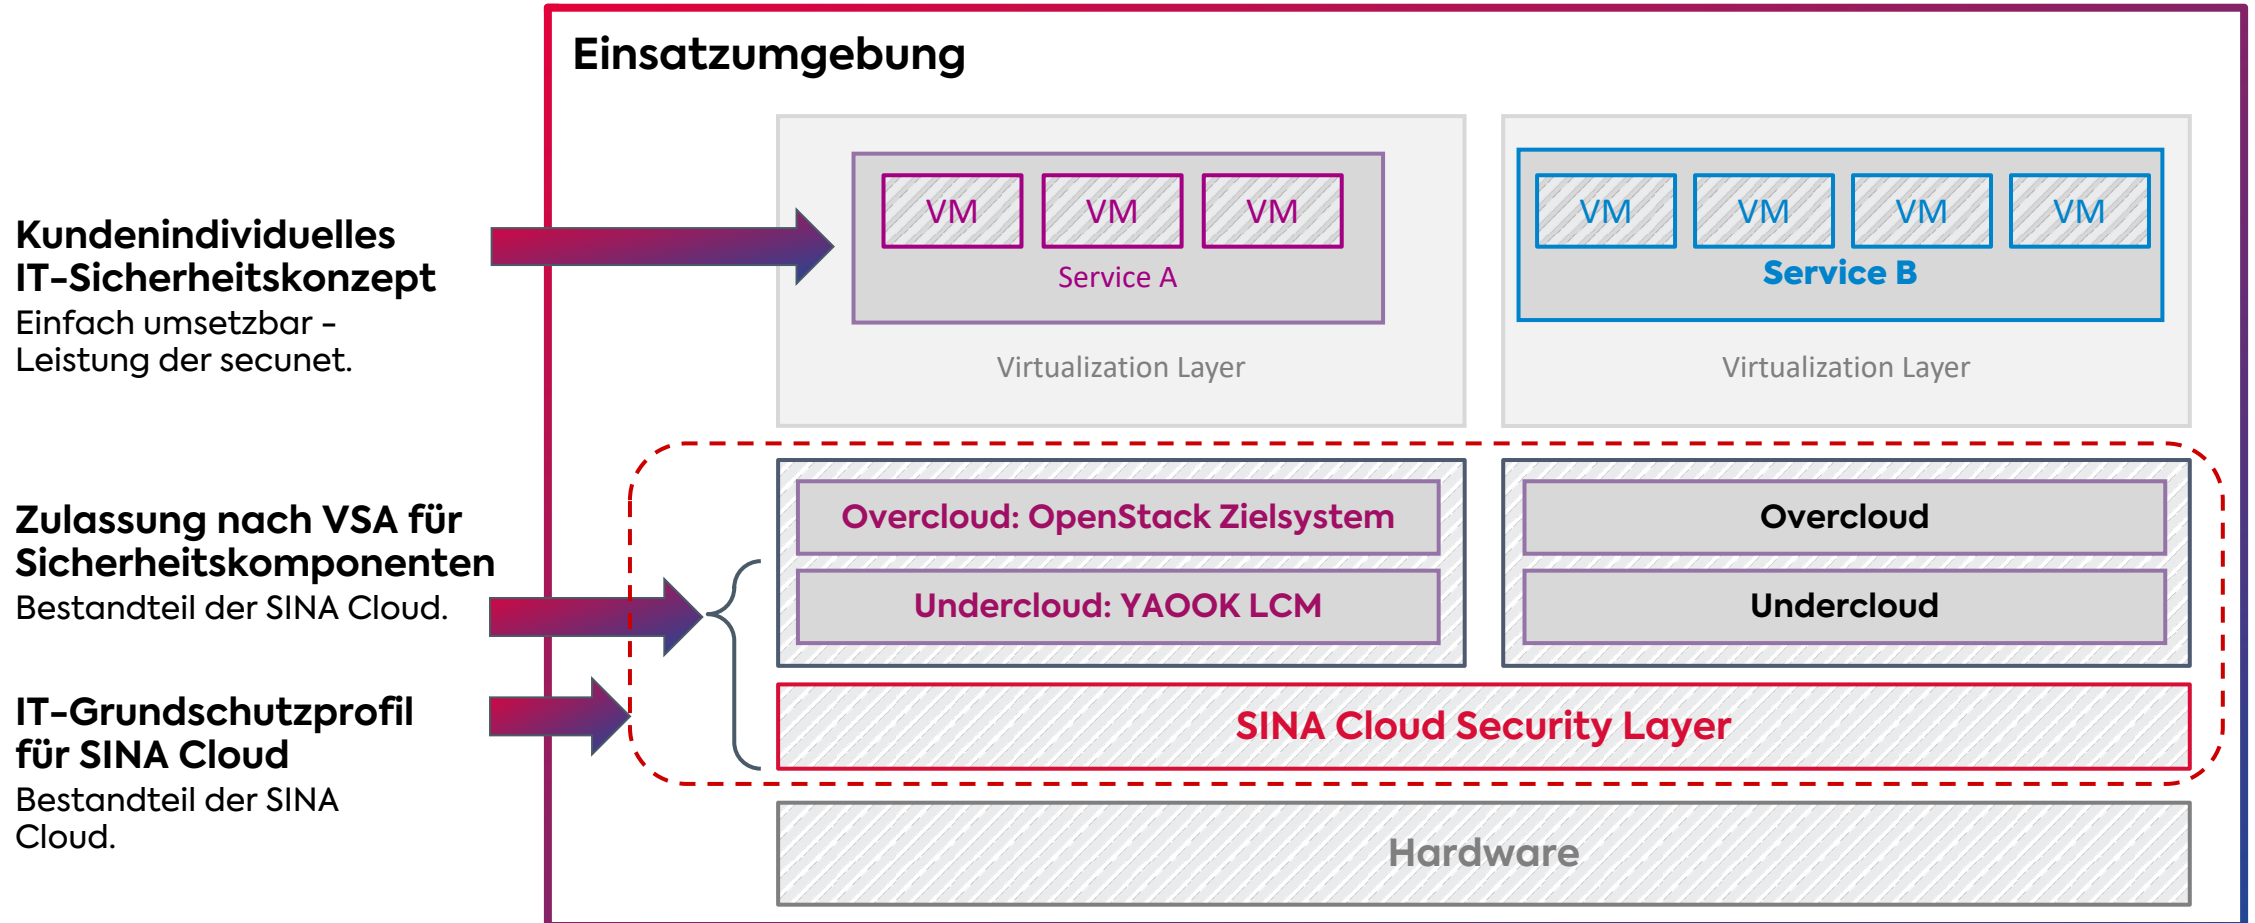 Einsatzumgebung
Kundenindividuelles
IT-Sicherheitskonzept
Einfach umsetzbar -
Leistung der secunet.
VM VM VM
Service A
Virtualization Layer
VM VM VM VM
Service B
Virtualization Layer
Zulassung nach VSA für
Sicherheitskomponenten
Bestandteil der SINA Cloud.
Overcloud: OpenStack Zielsystem
Undercloud: YAOOK LCM
Overcloud
Undercloud
IT-Grundschutzprofil
für SINA Cloud
Bestandteil der SINA
Cloud.
SINA Cloud Security Layer
Hardware